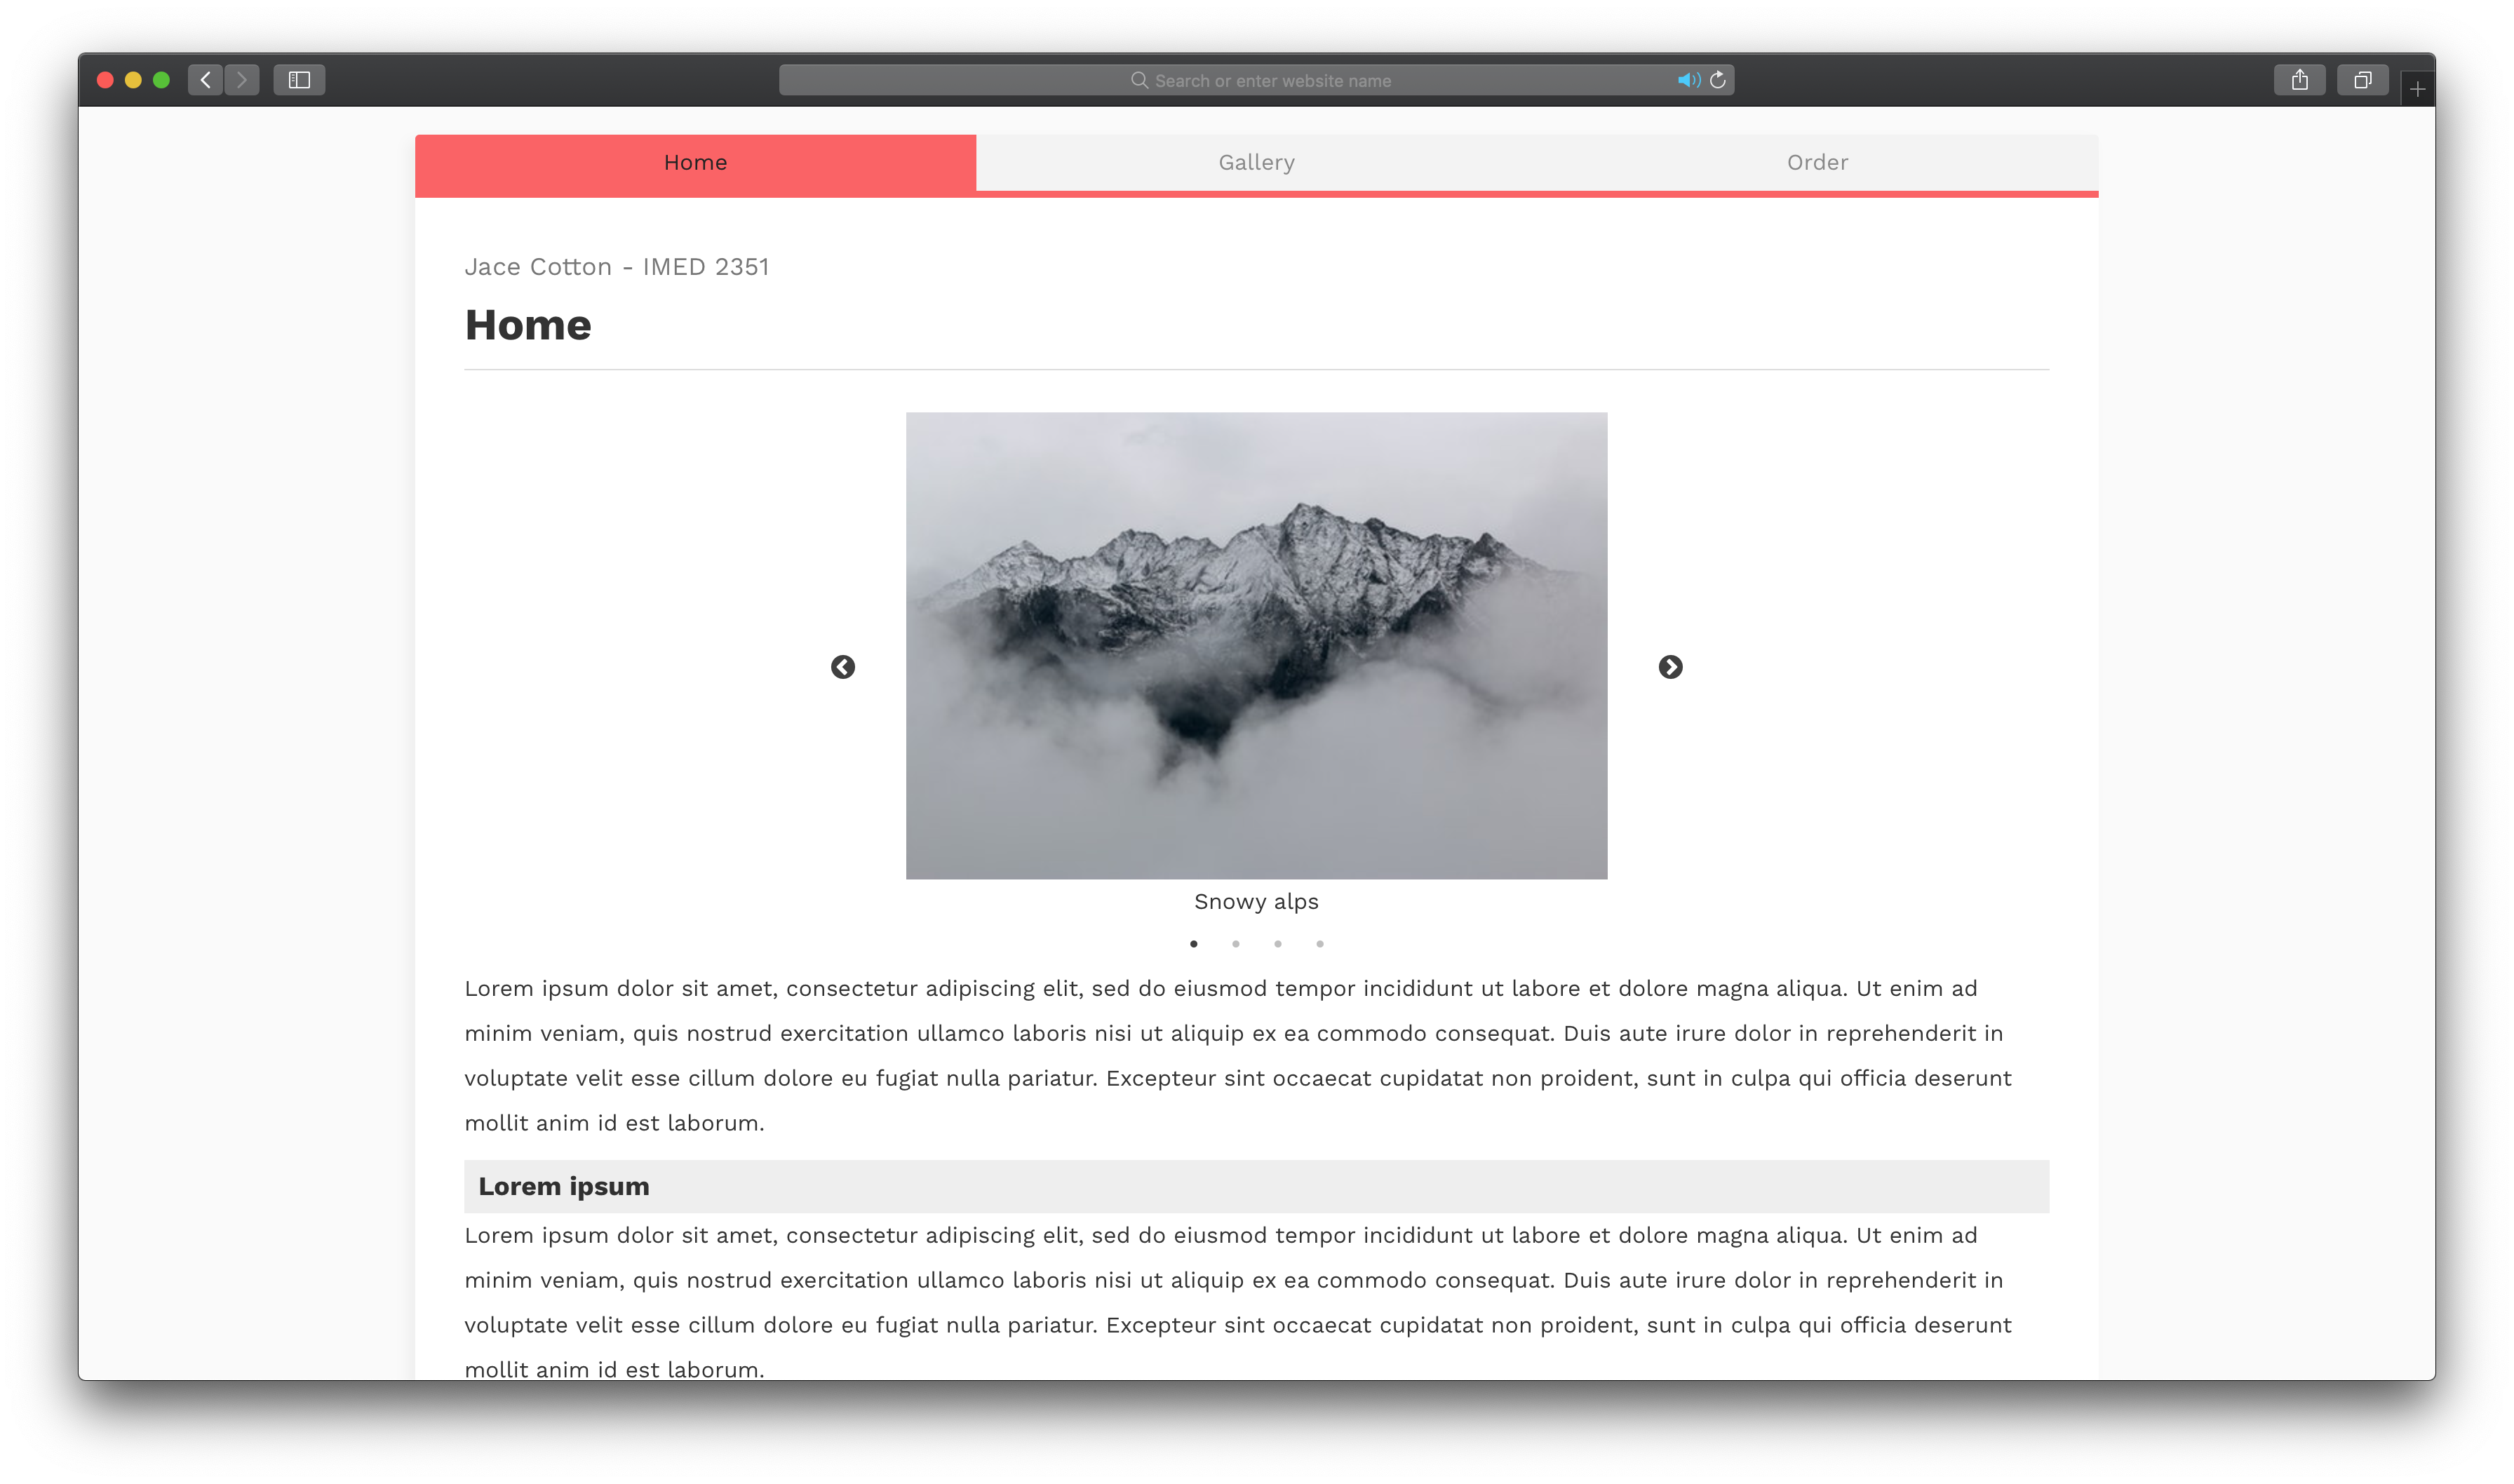 Search or enter website name
Home
Gallery
Order
Jace Cotton - IMED 2351
Home
Snowy alps
Lorem ipsum dolor sit amet, consectetur adipiscing elit, sed do eiusmod tempor incididunt ut labore et dolore magna aliqua. Ut enim ad
minim veniam, quis nostrud exercitation ullamco laboris nisi ut aliquip ex ea commodo consequat. Duis aute irure dolor in reprehenderit in
voluptate velit esse cillum dolore eu fugiat nulla pariatur. Excepteur sint occaecat cupidatat non proident, sunt in culpa qui officia deserunt
mollit anim id est laborum.
Lorem ipsum
Lorem ipsum dolor sit amet, consectetur adipiscing elit, sed do eiusmod tempor incididunt ut labore et dolore magna aliqua. Ut enim ad
minim veniam, quis nostrud exercitation ullamco laboris nisi ut aliquip ex ea commodo consequat. Duis aute irure dolor in reprehenderit in
voluptate velit esse cillum dolore eu fugiat nulla pariatur. Excepteur sint occaecat cupidatat non proident, sunt in culpa qui officia deserunt
mollit anim id est laborum.